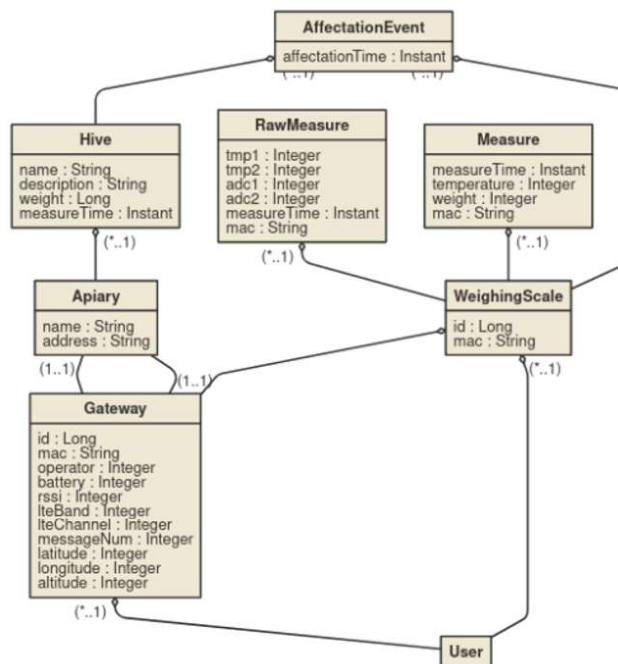 AffectationEvent
affectationTime : Instant
(*..1)
(*..1)
Hive
name : String
description : String
weight : Long
measureTime : Instant
(*..1)
RawMeasure
tmp1 : Integer
tmp2 : Integer
adc1 : Integer
adc2 : Integer
measureTime : Instant
mac : String
(*..1)
Measure
measureTime : Instant
temperature : Integer
weight : Integer
mac : String
(*..1)
Apiary
name : String
address : String
(1..1)
(1..1)
WeighingScale
id : Long
mac : String
(*..1)
Gateway
id : Long
mac : String
operator : Integer
battery : Integer
rssi : Integer
lteBand : Integer
lteChannel : Integer
messageNum : Integer
latitude : Integer
longitude : Integer
altitude : Integer
(*..1)
User